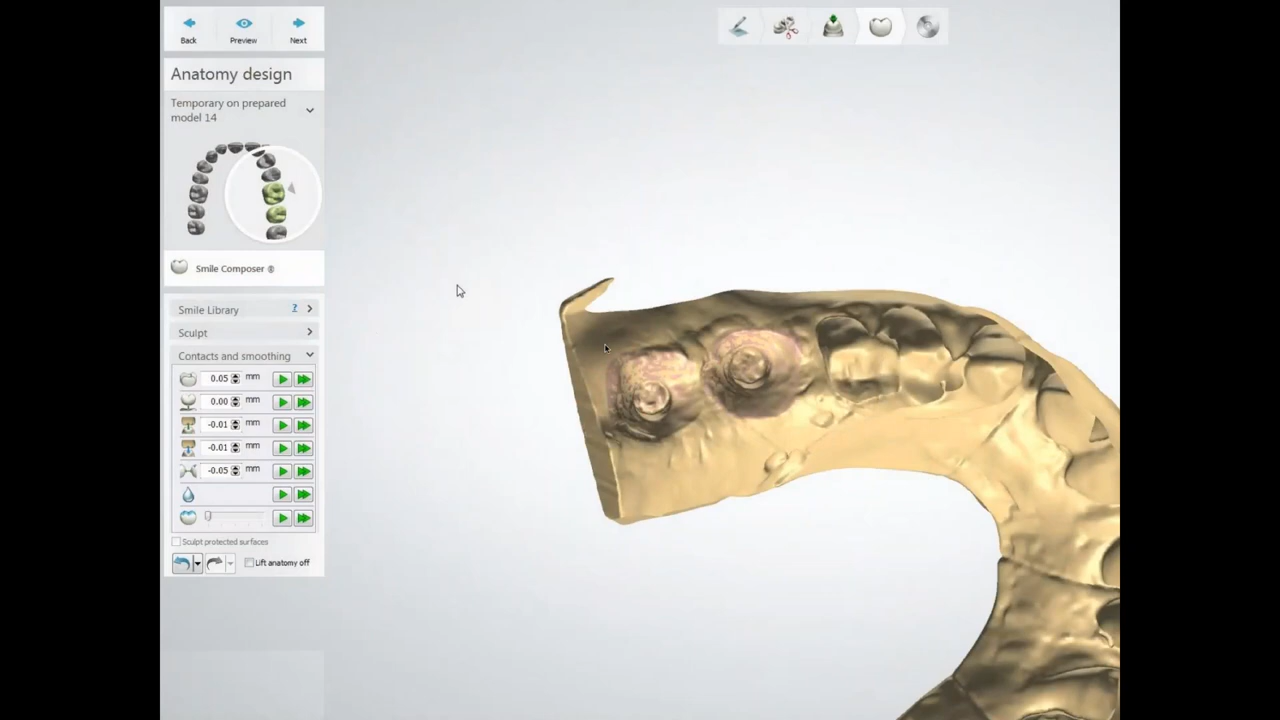 Back Preview Next
Anatomy design
Temporary on prepared
model 14
Smile Composer ®
Smile Library ?
Sculpt
Contacts and smoothing
0.05 mm
0.00 mm
-0.01 mm
-0.01 mm
-0.05 mm
Sculpt protected surfaces
Lift anatomy off